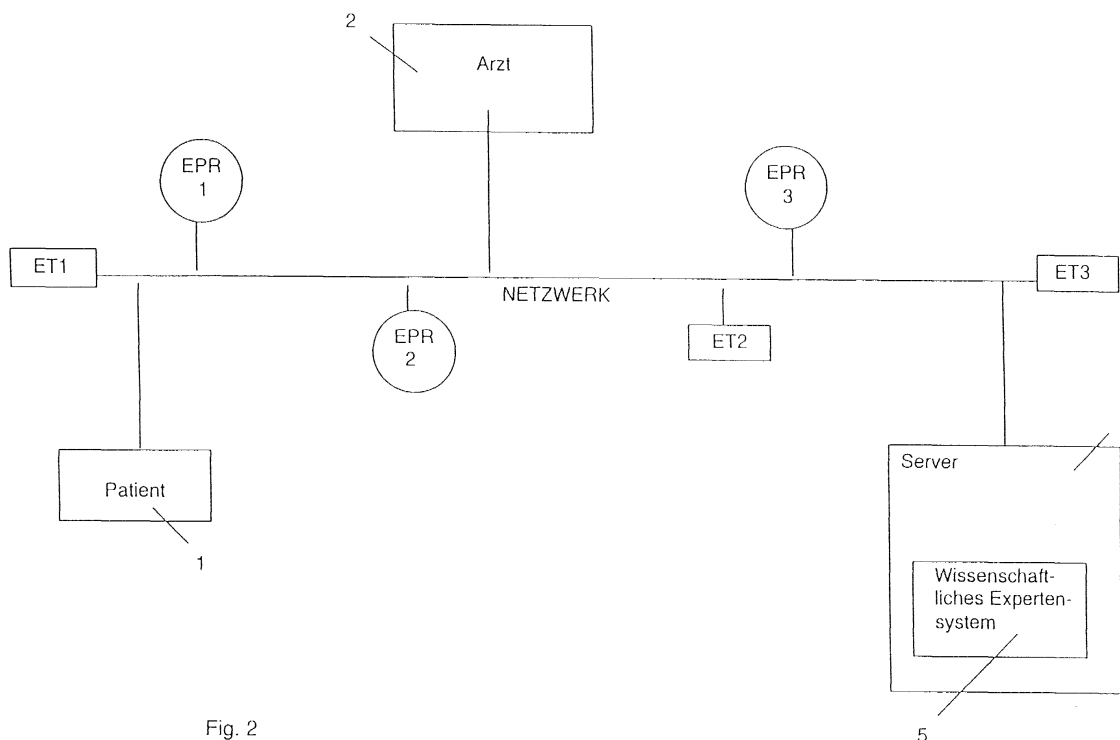 2
Arzt
EPR
1
EPR
3
ET1
ET3
NETZWERK
EPR
2
ET2
Patient
1
Server
Wissenschaft-
liches Experten-
system
5
Fig. 2